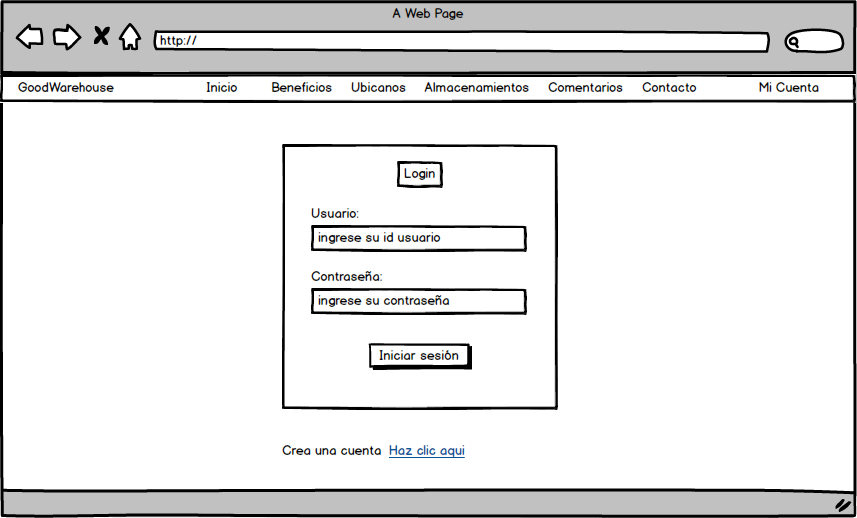 A Web Page
http://
GoodWarehouse Inicio Beneficios Ubicanos Almacenamientos Comentarios Contacto Mi Cuenta
Login
Usuario:
ingrese su id usuario
Contraseña:
ingrese su contraseña
Iniciar sesión
Crea una cuenta Haz clic aqui